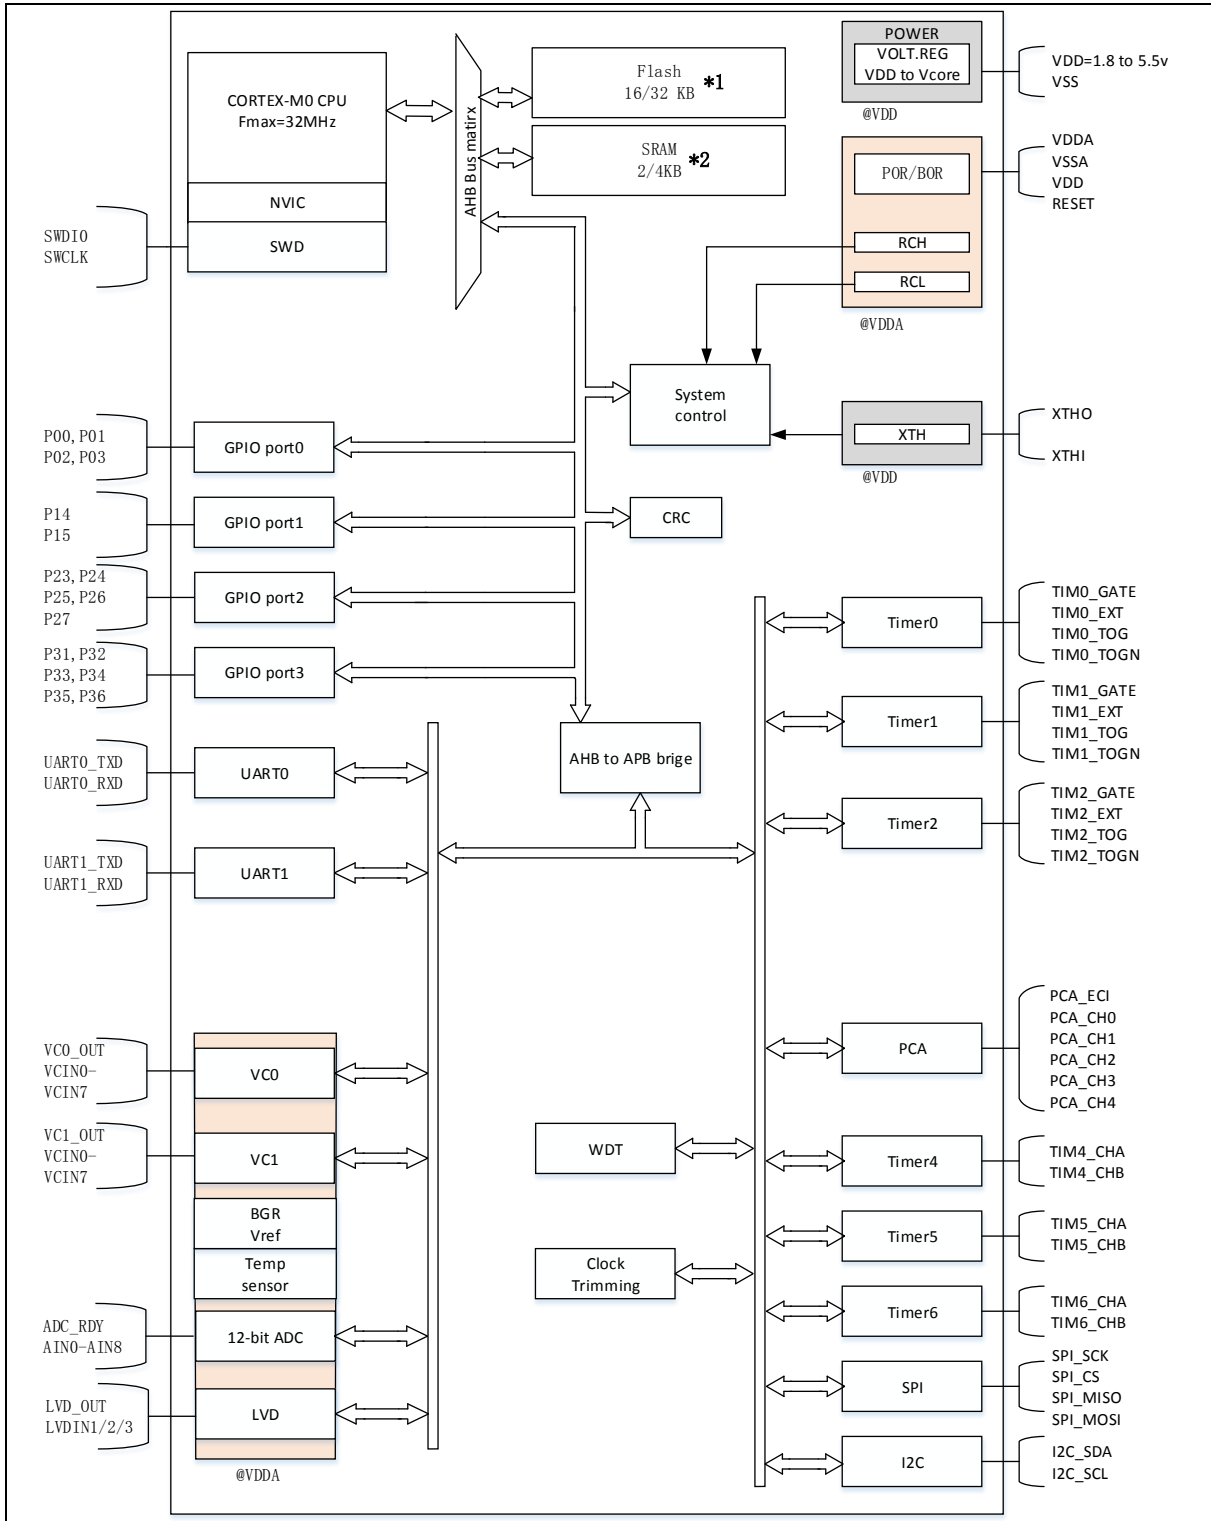 CORTEX-M0 CPU
Fmax=32MHz
NVIC
SWD
SWDIO
SWCLK
AHB Bus matirx
Flash
16/32 KB *1
SRAM
2/4KB *2
POWER
VOLT.REG
VDD to Vcore
@VDD
VDD=1.8 to 5.5v
VSS
POR/BOR
RCH
RCL
@VDDA
VDDA
VSSA
VDD
RESET
System
control
XTH
@VDD
XTHO
XTHI
CRC
P00,P01
P02,P03
GPIO port0
P14
P15
GPIO port1
P23,P24
P25,P26
P27
GPIO port2
P31,P32
P33,P34
P35,P36
GPIO port3
AHB to APB brige
UART0_TXD
UART0_RXD
UART0
UART1_TXD
UART1_RXD
UART1
Timer0
TIM0_GATE
TIM0_EXT
TIM0_TOG
TIM0_TOGN
Timer1
TIM1_GATE
TIM1_EXT
TIM1_TOG
TIM1_TOGN
Timer2
TIM2_GATE
TIM2_EXT
TIM2_TOG
TIM2_TOGN
VC0_OUT
VCIN0-
VCIN7
VC0
VC1_OUT
VCIN0-
VCIN7
VC1
BGR
Vref
Temp
sensor
ADC_RDY
AIN0-AIN8
12-bit ADC
LVD_OUT
LVDIN1/2/3
LVD
@VDDA
WDT
Clock
Trimming
PCA
PCA_ECI
PCA_CH0
PCA_CH1
PCA_CH2
PCA_CH3
PCA_CH4
Timer4
TIM4_CHA
TIM4_CHB
Timer5
TIM5_CHA
TIM5_CHB
Timer6
TIM6_CHA
TIM6_CHB
SPI
SPI_SCK
SPI_CS
SPI_MISO
SPI_MOSI
I2C
I2C_SDA
I2C_SCL